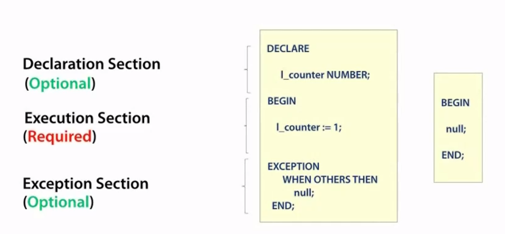 Declaration Section
(Optional)
Execution Section
(Required)
Exception Section
(Optional)
DECLARE
l_counter NUMBER;
BEGIN
l_counter := 1;
EXCEPTION
WHEN OTHERS THEN
null;
END;
BEGIN
null;
END;